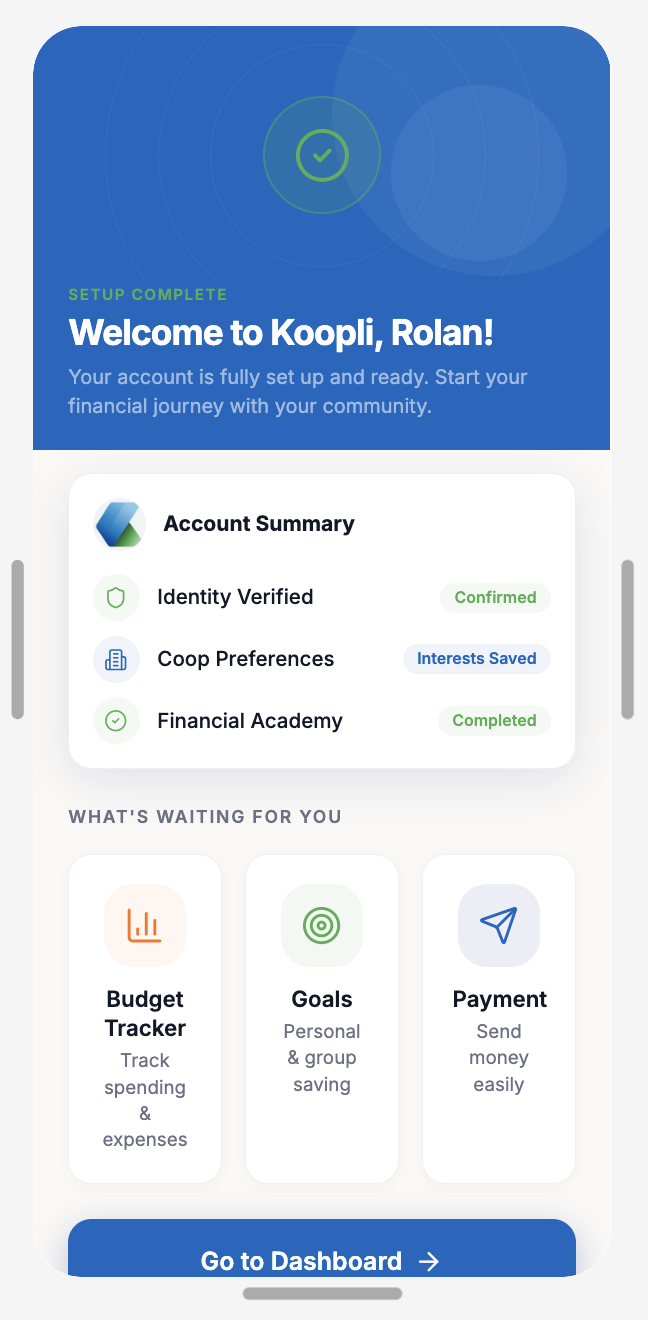 SETUP COMPLETE
Welcome to Koopli, Rolan!
Your account is fully set up and ready. Start your
financial journey with your community.
Account Summary
Identity Verified
Confirmed
Coop Preferences
Interests Saved
Financial Academy
Completed
WHAT'S WAITING FOR YOU
Budget
Tracker
Track
spending
&
expenses
Goals
Personal
& group
saving
Payment
Send
money
easily
Go to Dashboard →